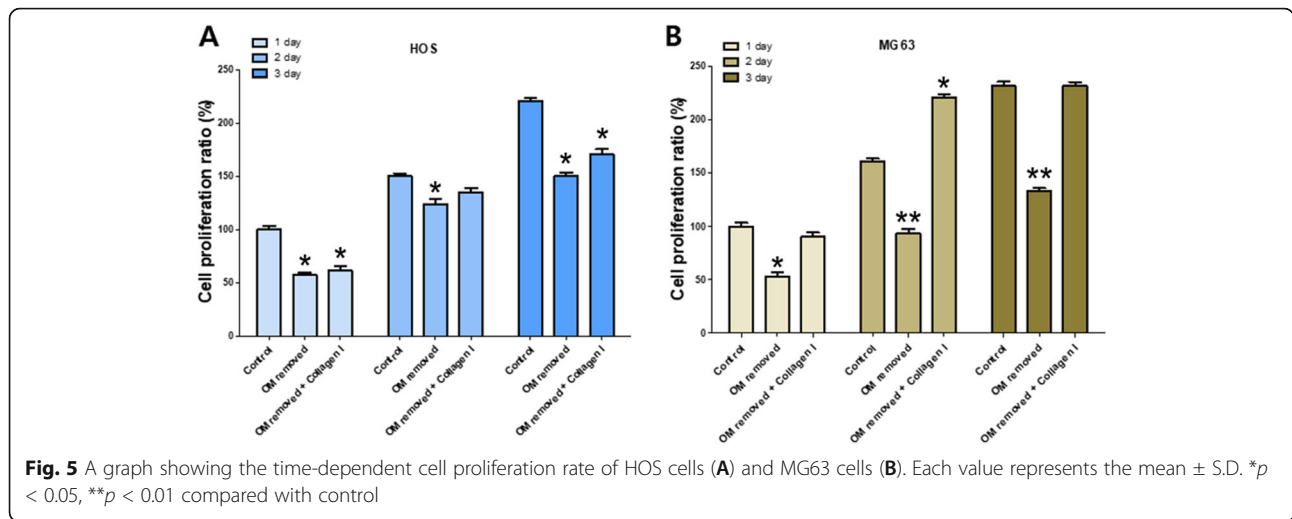 A
HOS
1 day
2 day
3 day
Cell proliferation ratio (%)
250
200
150
100
50
0
*
*
*
*
*
Control
OM removed
OM removed + Collagen I
Control
OM removed
OM removed + Collagen I
Control
OM removed
OM removed + Collagen I
B
MG63
1 day
2 day
3 day
Cell proliferation ratio (%)
250
200
150
100
50
0
*
**
*
**
Control
OM removed
OM removed + Collagen I
Control
OM removed
OM removed + Collagen I
Control
OM removed
OM removed + Collagen I
Fig. 5 A graph showing the time-dependent cell proliferation rate of HOS cells (A) and MG63 cells (B). Each value represents the mean ± S.D. *p
< 0.05, **p < 0.01 compared with control